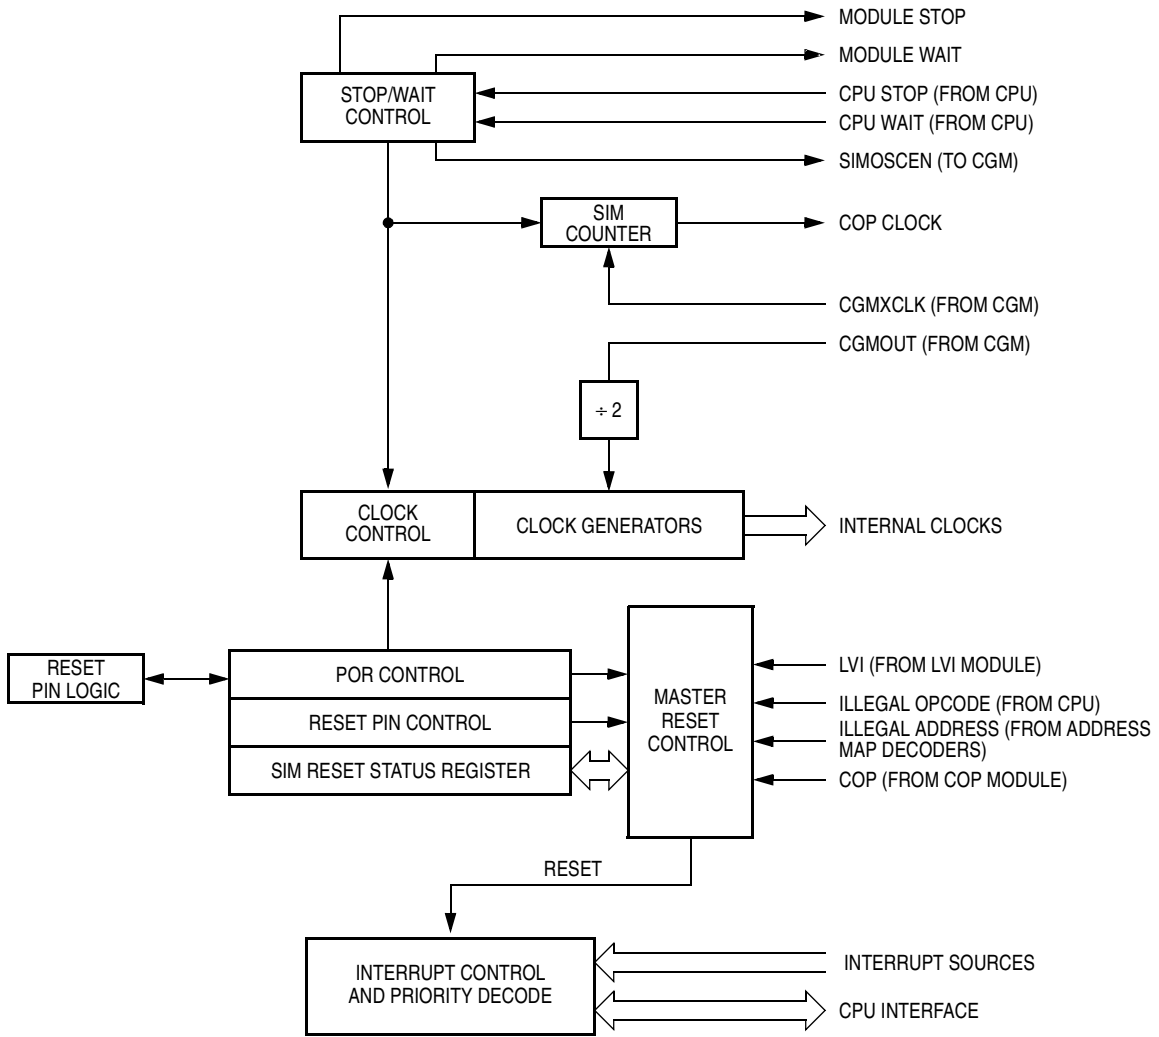 MODULE STOP
MODULE WAIT
STOP/WAIT
CONTROL
CPU STOP (FROM CPU)
CPU WAIT (FROM CPU)
SIMOSCEN (TO CGM)
SIM
COUNTER
COP CLOCK
CGMXCLK (FROM CGM)
CGMOUT (FROM CGM)
÷ 2
CLOCK
CONTROL
CLOCK GENERATORS
INTERNAL CLOCKS
RESET
PIN LOGIC
POR CONTROL
RESET PIN CONTROL
SIM RESET STATUS REGISTER
MASTER
RESET
CONTROL
LVI (FROM LVI MODULE)
ILLEGAL OPCODE (FROM CPU)
ILLEGAL ADDRESS (FROM ADDRESS
MAP DECODERS)
COP (FROM COP MODULE)
RESET
INTERRUPT CONTROL
AND PRIORITY DECODE
INTERRUPT SOURCES
CPU INTERFACE